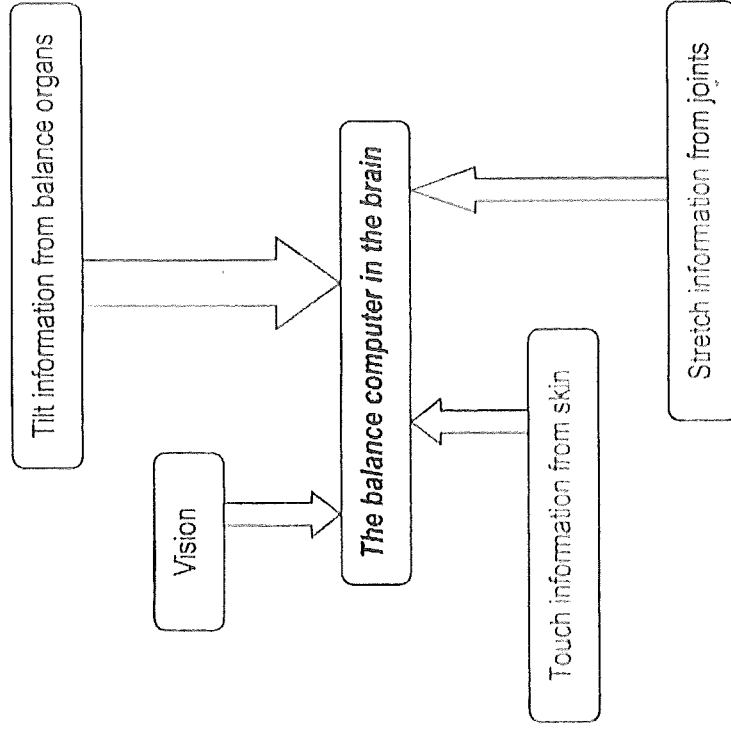 Tilt information from balance organs
Vision
The balance computer in the brain
Touch information from skin
Stretch information from joints